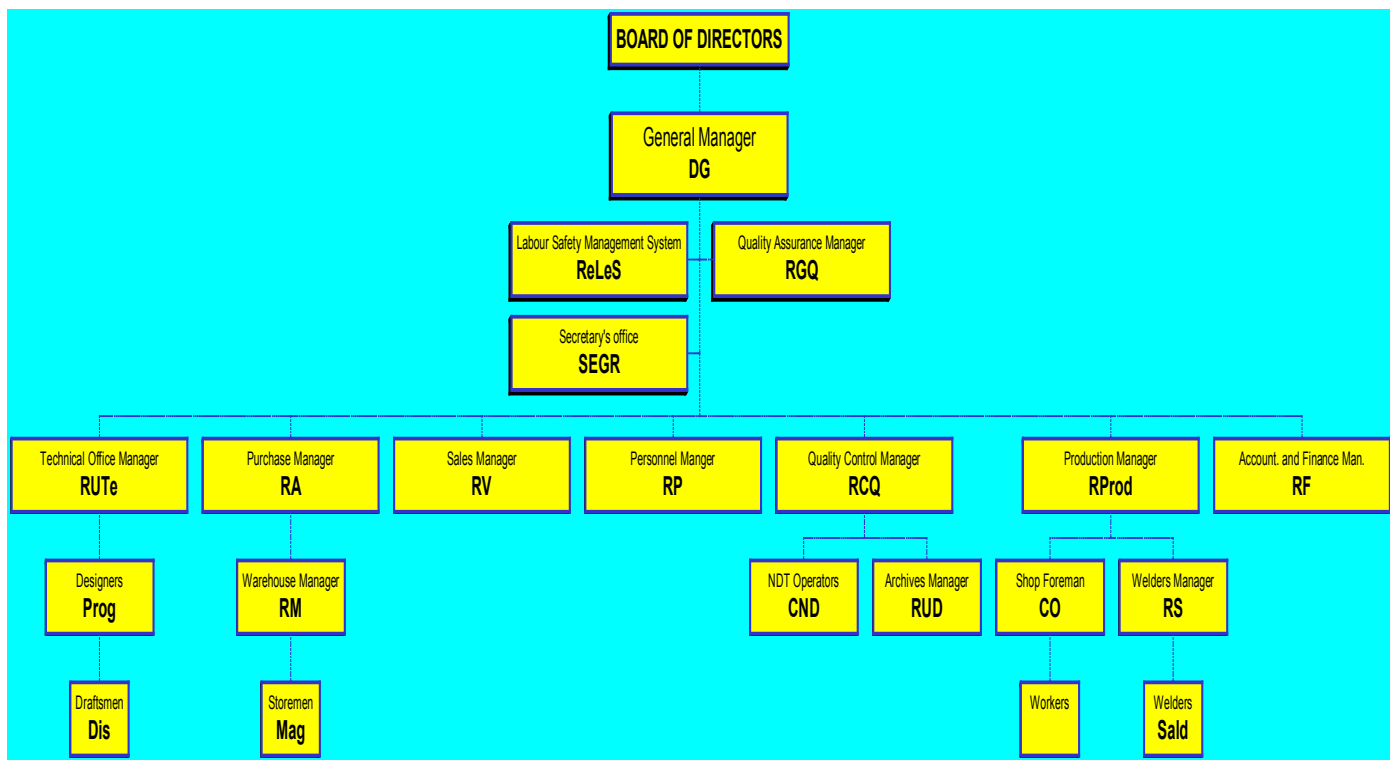 BOARD OF DIRECTORS
General Manager
DG
Labour Safety Management System
ReLeS
Quality Assurance Manager
RGQ
Secretary's office
SEGR
Technical Office Manager
RUTe
Purchase Manager
RA
Sales Manager
RV
Personnel Manger
RP
Quality Control Manager
RCQ
Production Manager
RProd
Account. and Finance Man.
RF
Designers
Prog
Warehouse Manager
RM
NDT Operators
CND
Archives Manager
RUD
Shop Foreman
CO
Welders Manager
RS
Draftsmen
Dis
Storemen
Mag
Workers
Welders
Sald